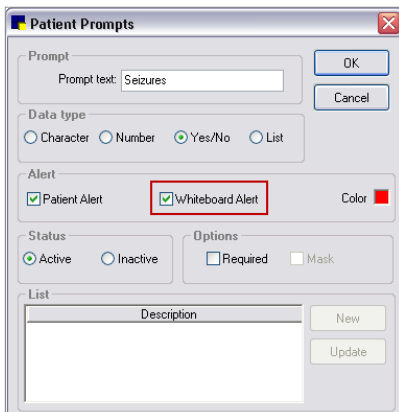 Patient Prompts
Prompt
Prompt text: Seizures
OK
Cancel
Data type
Character Number Yes/No List
Alert
Patient Alert Whiteboard Alert Color
Status
Active Inactive
Options
Required Mask
List
Description
New
Update